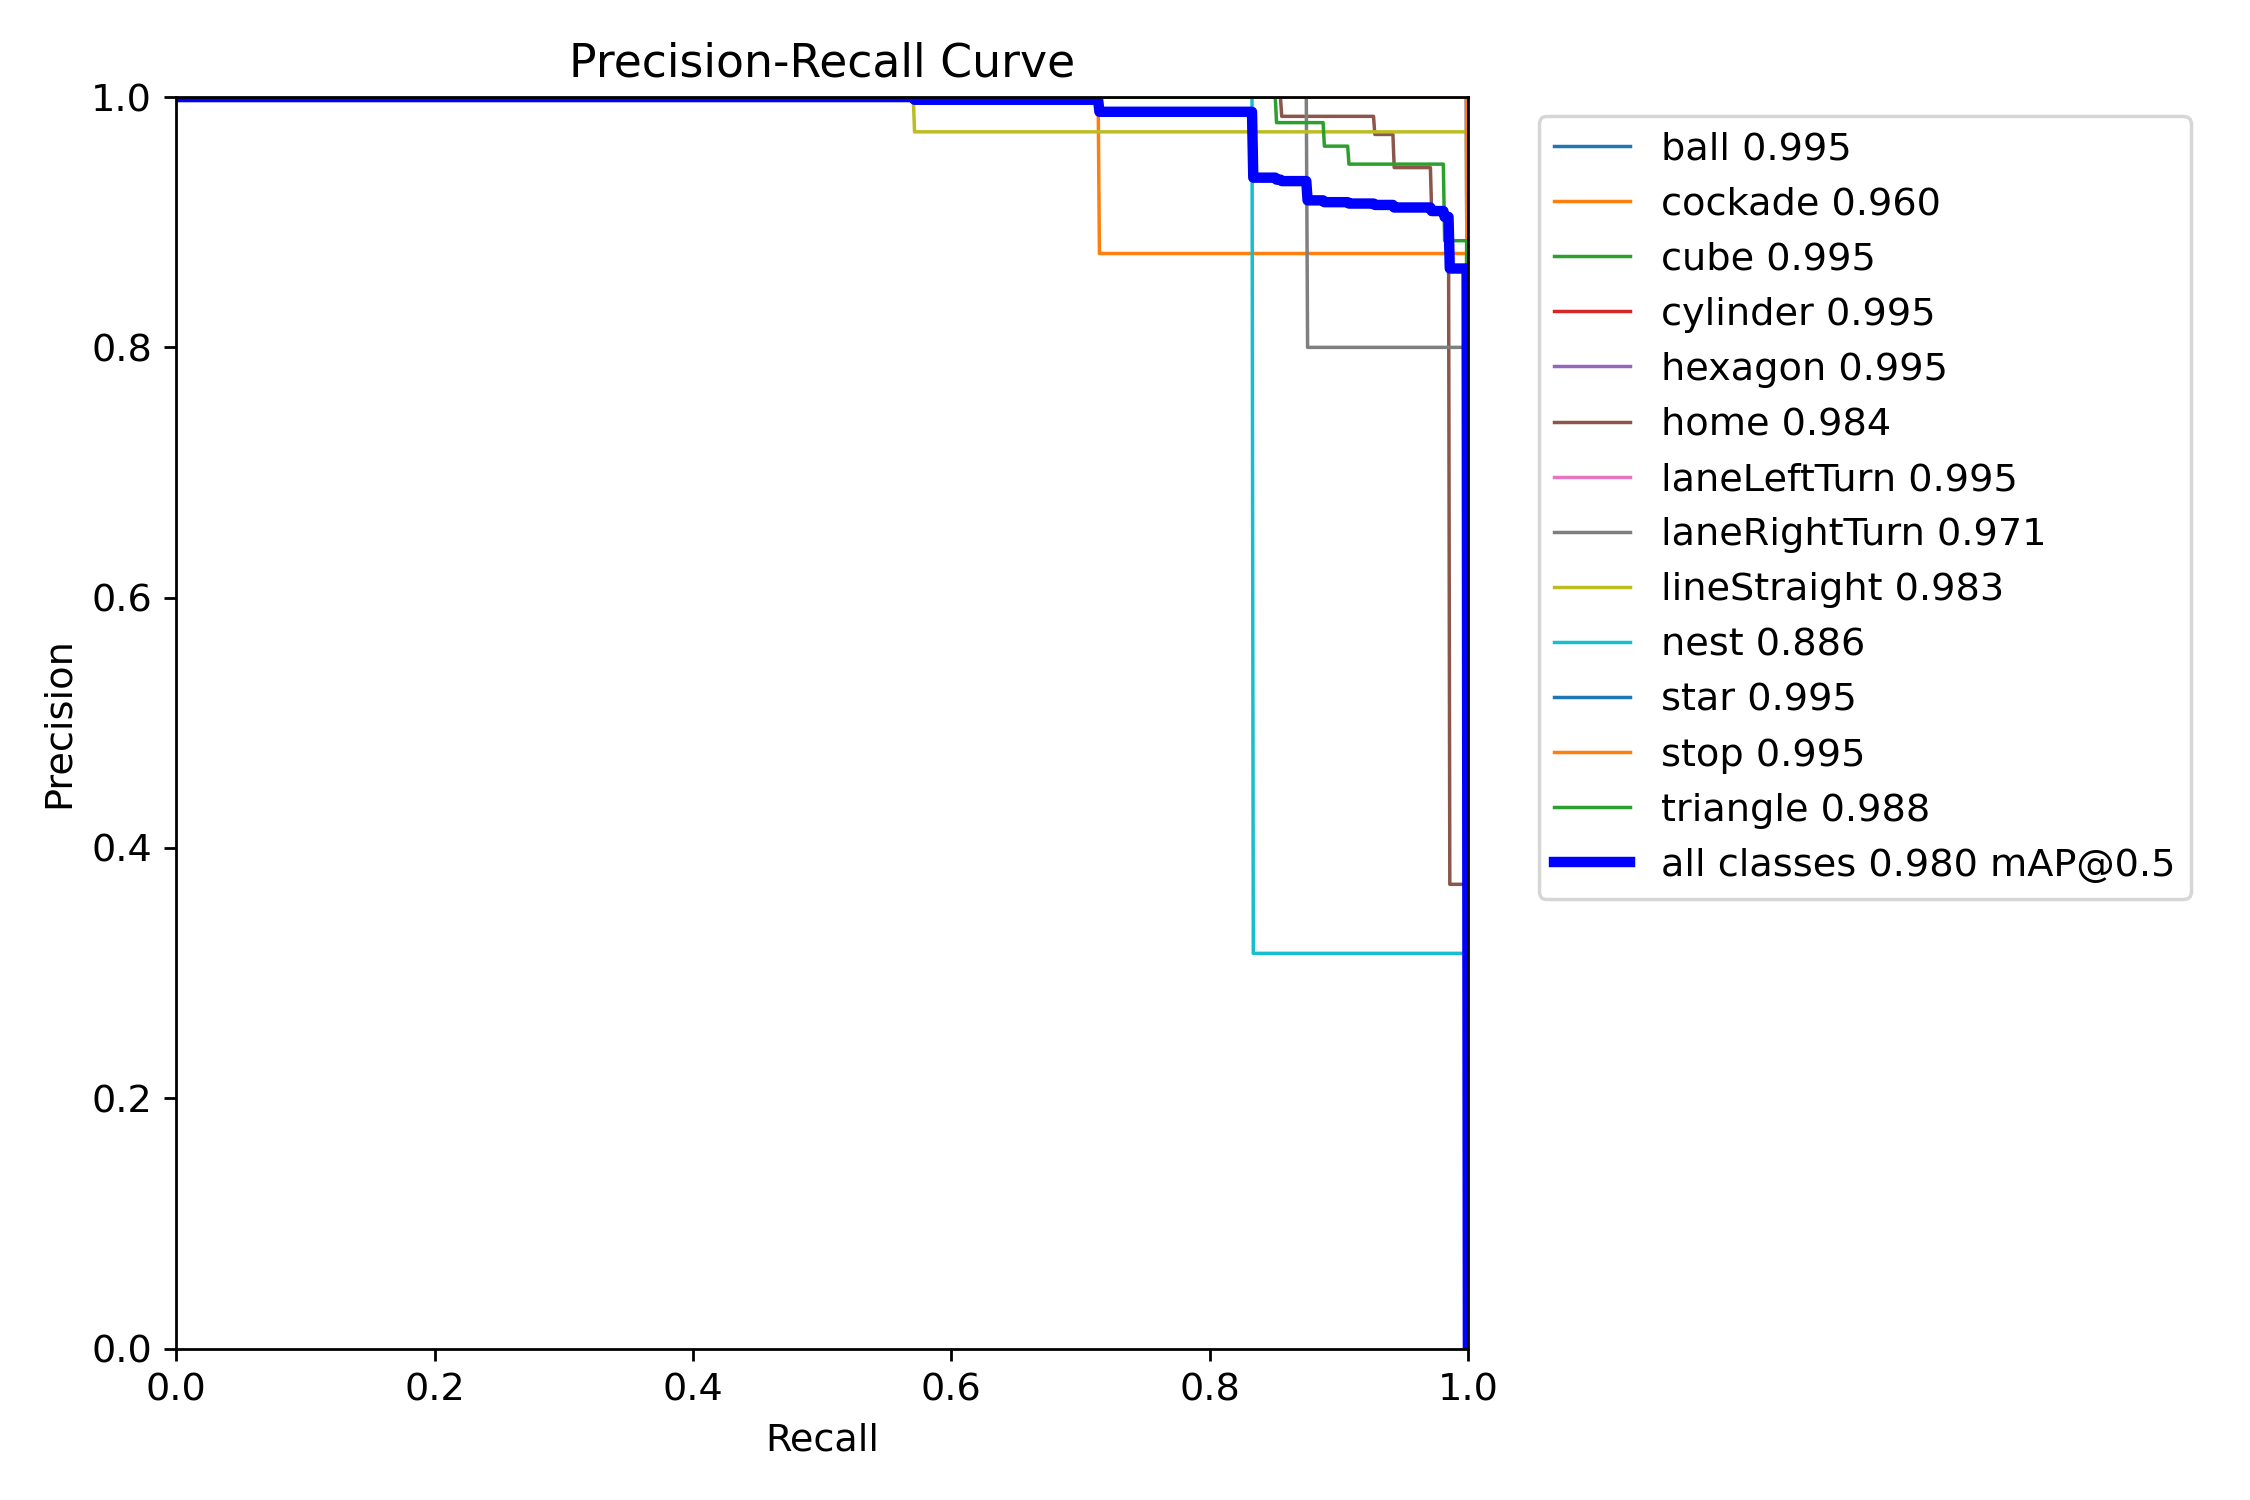 Precision-Recall Curve
1.0
0.8
0.6
0.4
0.2
0.0
Precision
0.0 0.2 0.4 0.6 0.8 1.0
Recall
ball 0.995
cockade 0.960
cube 0.995
cylinder 0.995
hexagon 0.995
home 0.984
laneLeftTurn 0.995
laneRightTurn 0.971
lineStraight 0.983
nest 0.886
star 0.995
stop 0.995
triangle 0.988
all classes 0.980 mAP@0.5